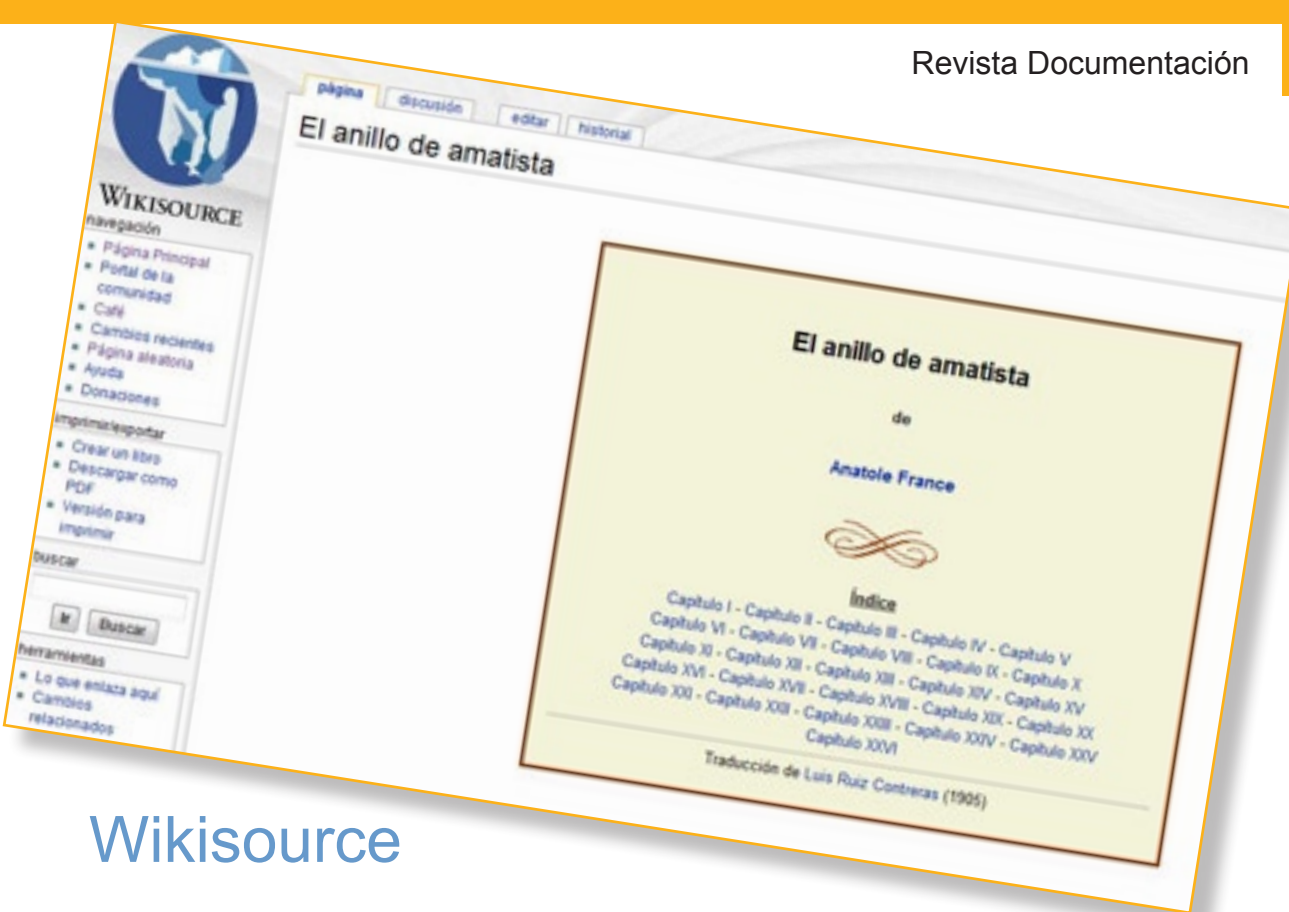 Revista Documentación
WIKISOURCE
página
discusión
editar
historial
El anillo de amatista
navegación
Página Principal
Portal de la
comunidad
Café
Cambios recientes
Página aleatoria
Ayuda
Donaciones
imprimir/exportar
Crear un libro
Descargar como
PDF
Versión para
imprimir
buscar
Ir
Buscar
herramientas
Lo que enlaza aquí
Cambios
relacionados
El anillo de amatista
de
Anatole France
Índice
Capítulo I - Capítulo II - Capítulo III - Capítulo IV - Capítulo V
Capítulo VI - Capítulo VII - Capítulo VIII - Capítulo IX - Capítulo X
Capítulo XI - Capítulo XII - Capítulo XIII - Capítulo XIV - Capítulo XV
Capítulo XVI - Capítulo XVII - Capítulo XVIII - Capítulo XIX - Capítulo XX
Capítulo XXI - Capítulo XXII - Capítulo XXIII - Capítulo XXIV - Capítulo XXV
Capítulo XXVI
Traducción de Luis Ruiz Contreras (1905)
Wikisource